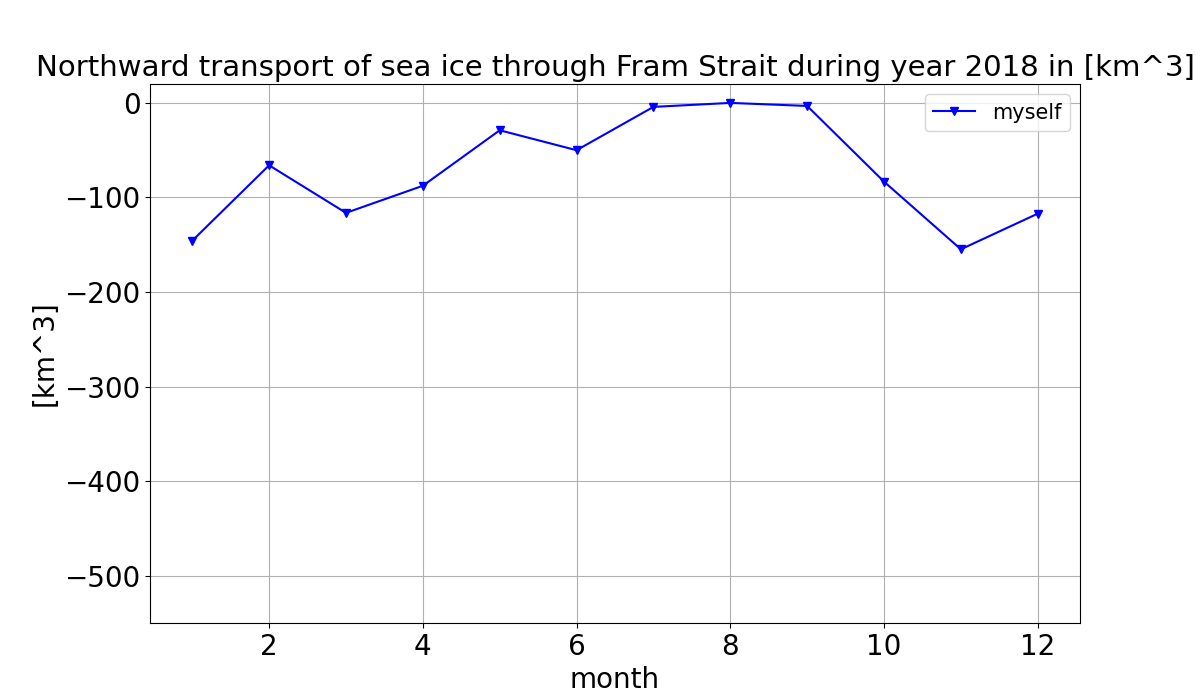 Northward transport of sea ice through Fram Strait during year 2018 in [km^3]
myself
0
−100
−200
−300
−400
−500
[km^3]
2 4 6 8 10 12
month